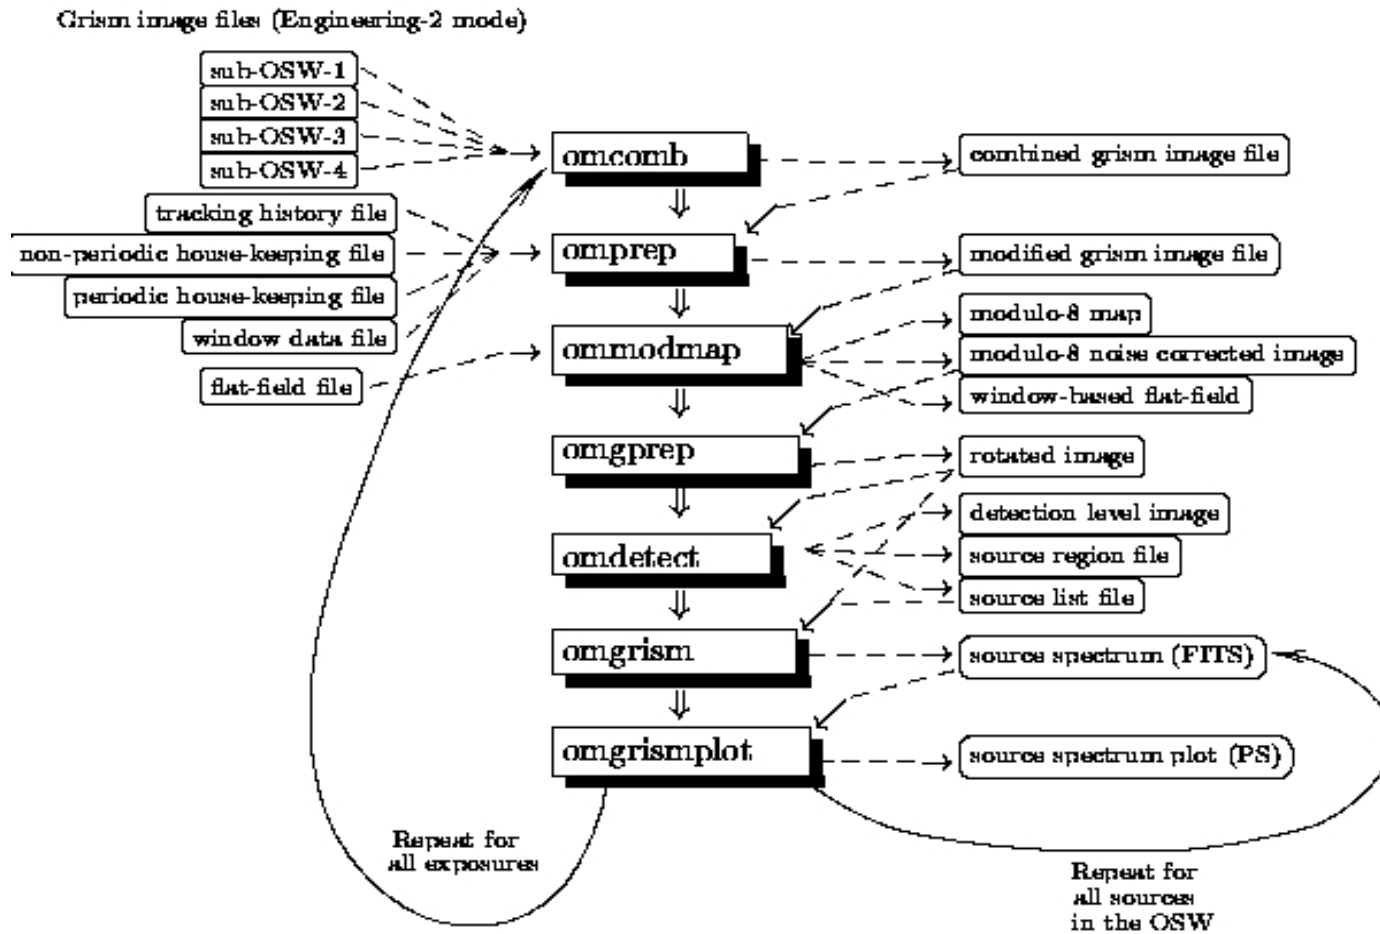 Grism image files (Engineering-2 mode)
sub-OSW-1
sub-OSW-2
sub-OSW-3
sub-OSW-4
tracking history file
non-periodic house-keeping file
periodic house-keeping file
window data file
flat-field file
omcomb
omprep
ommodmap
omgprep
omdetect
omgrism
omgrismplot
combined grism image file
modified grism image file
modulo-8 map
modulo-8 noise corrected image
window-based flat-field
rotated image
detection level image
source region file
source list file
source spectrum (FITS)
source spectrum plot (PS)
Repeat for
all exposures
Repeat for
all sources
in the OSW